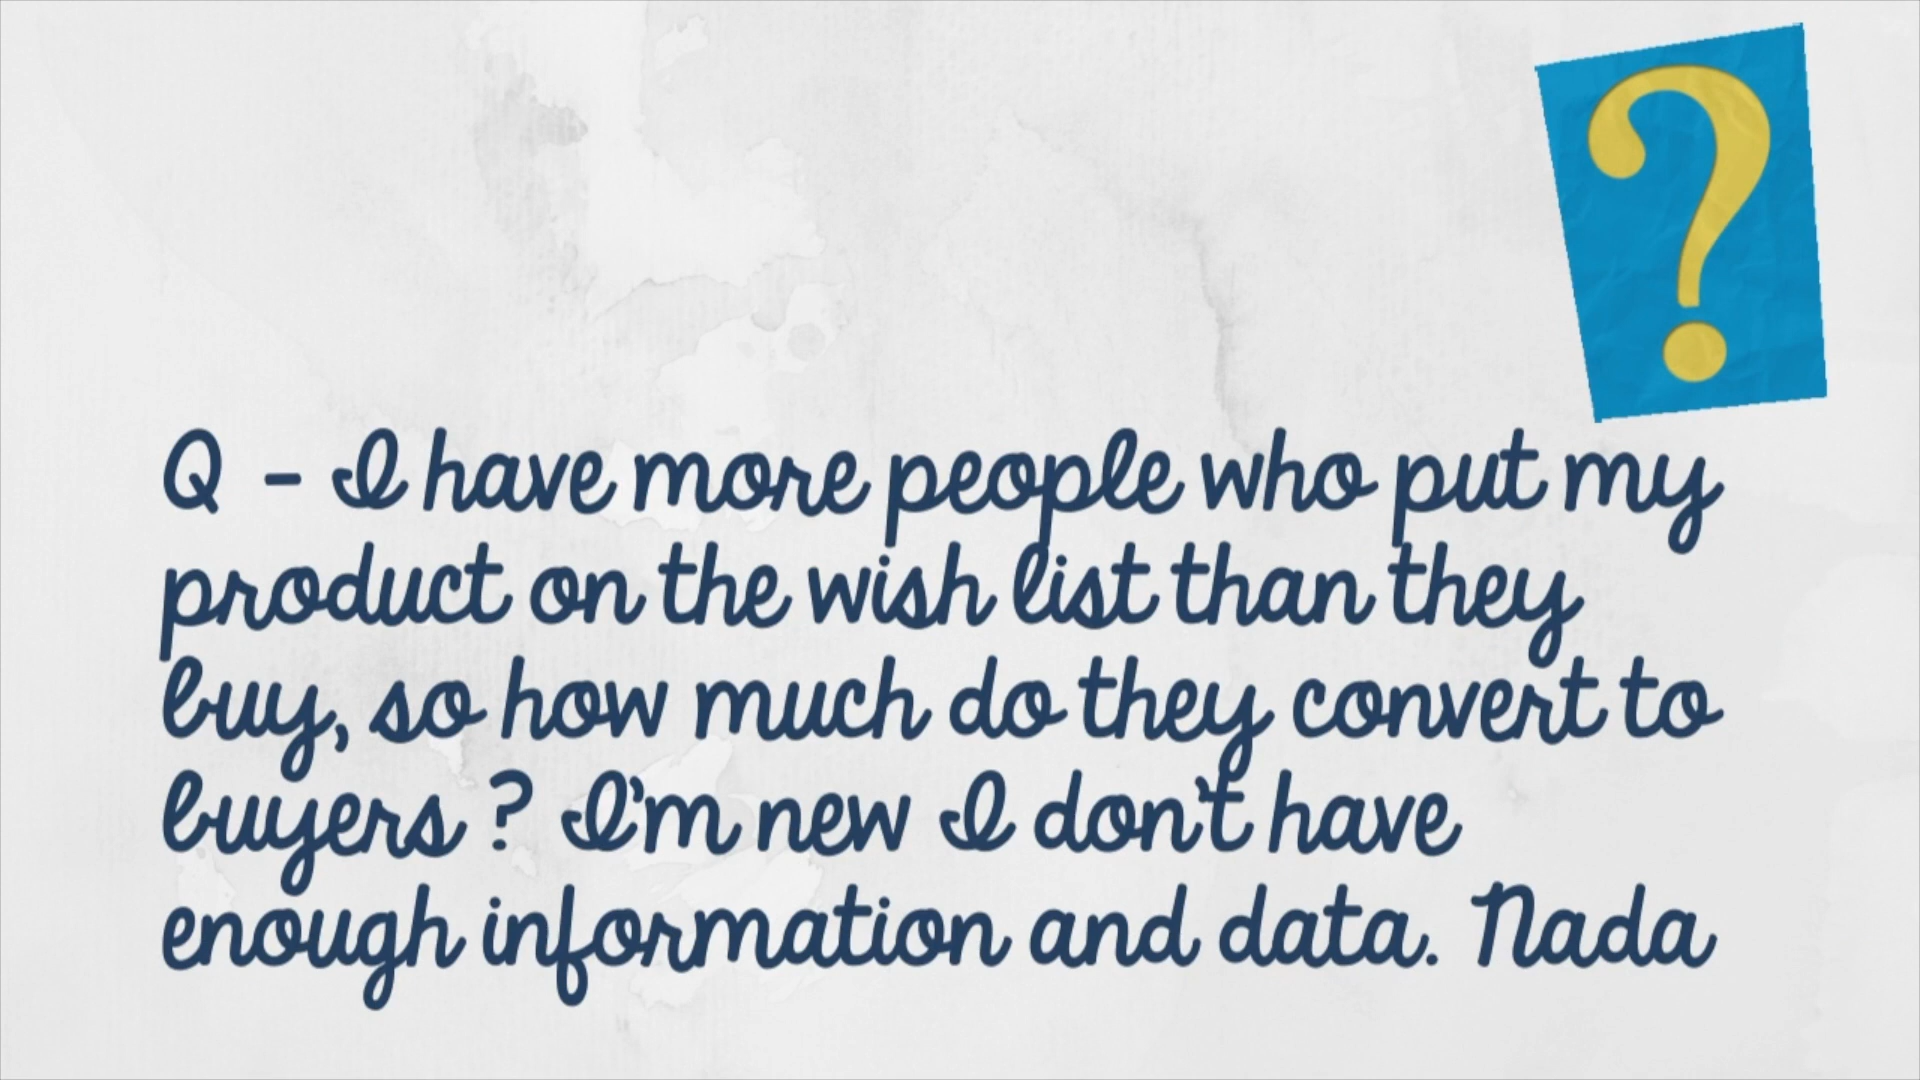 ?
Q - I have more people who put my
product on the wish list than they
buy, so how much do they convert to
buyers ? I'm new I don't have
enough information and data. Nada